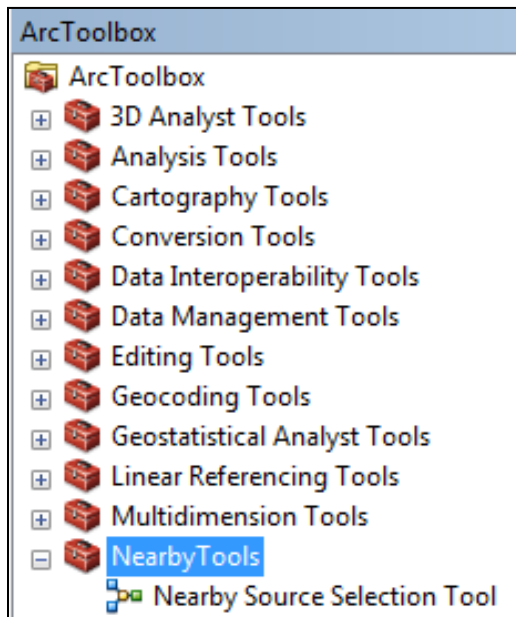 ArcToolbox
ArcToolbox
3D Analyst Tools
Analysis Tools
Cartography Tools
Conversion Tools
Data Interoperability Tools
Data Management Tools
Editing Tools
Geocoding Tools
Geostatistical Analyst Tools
Linear Referencing Tools
Multidimension Tools
NearbyTools
Nearby Source Selection Tool